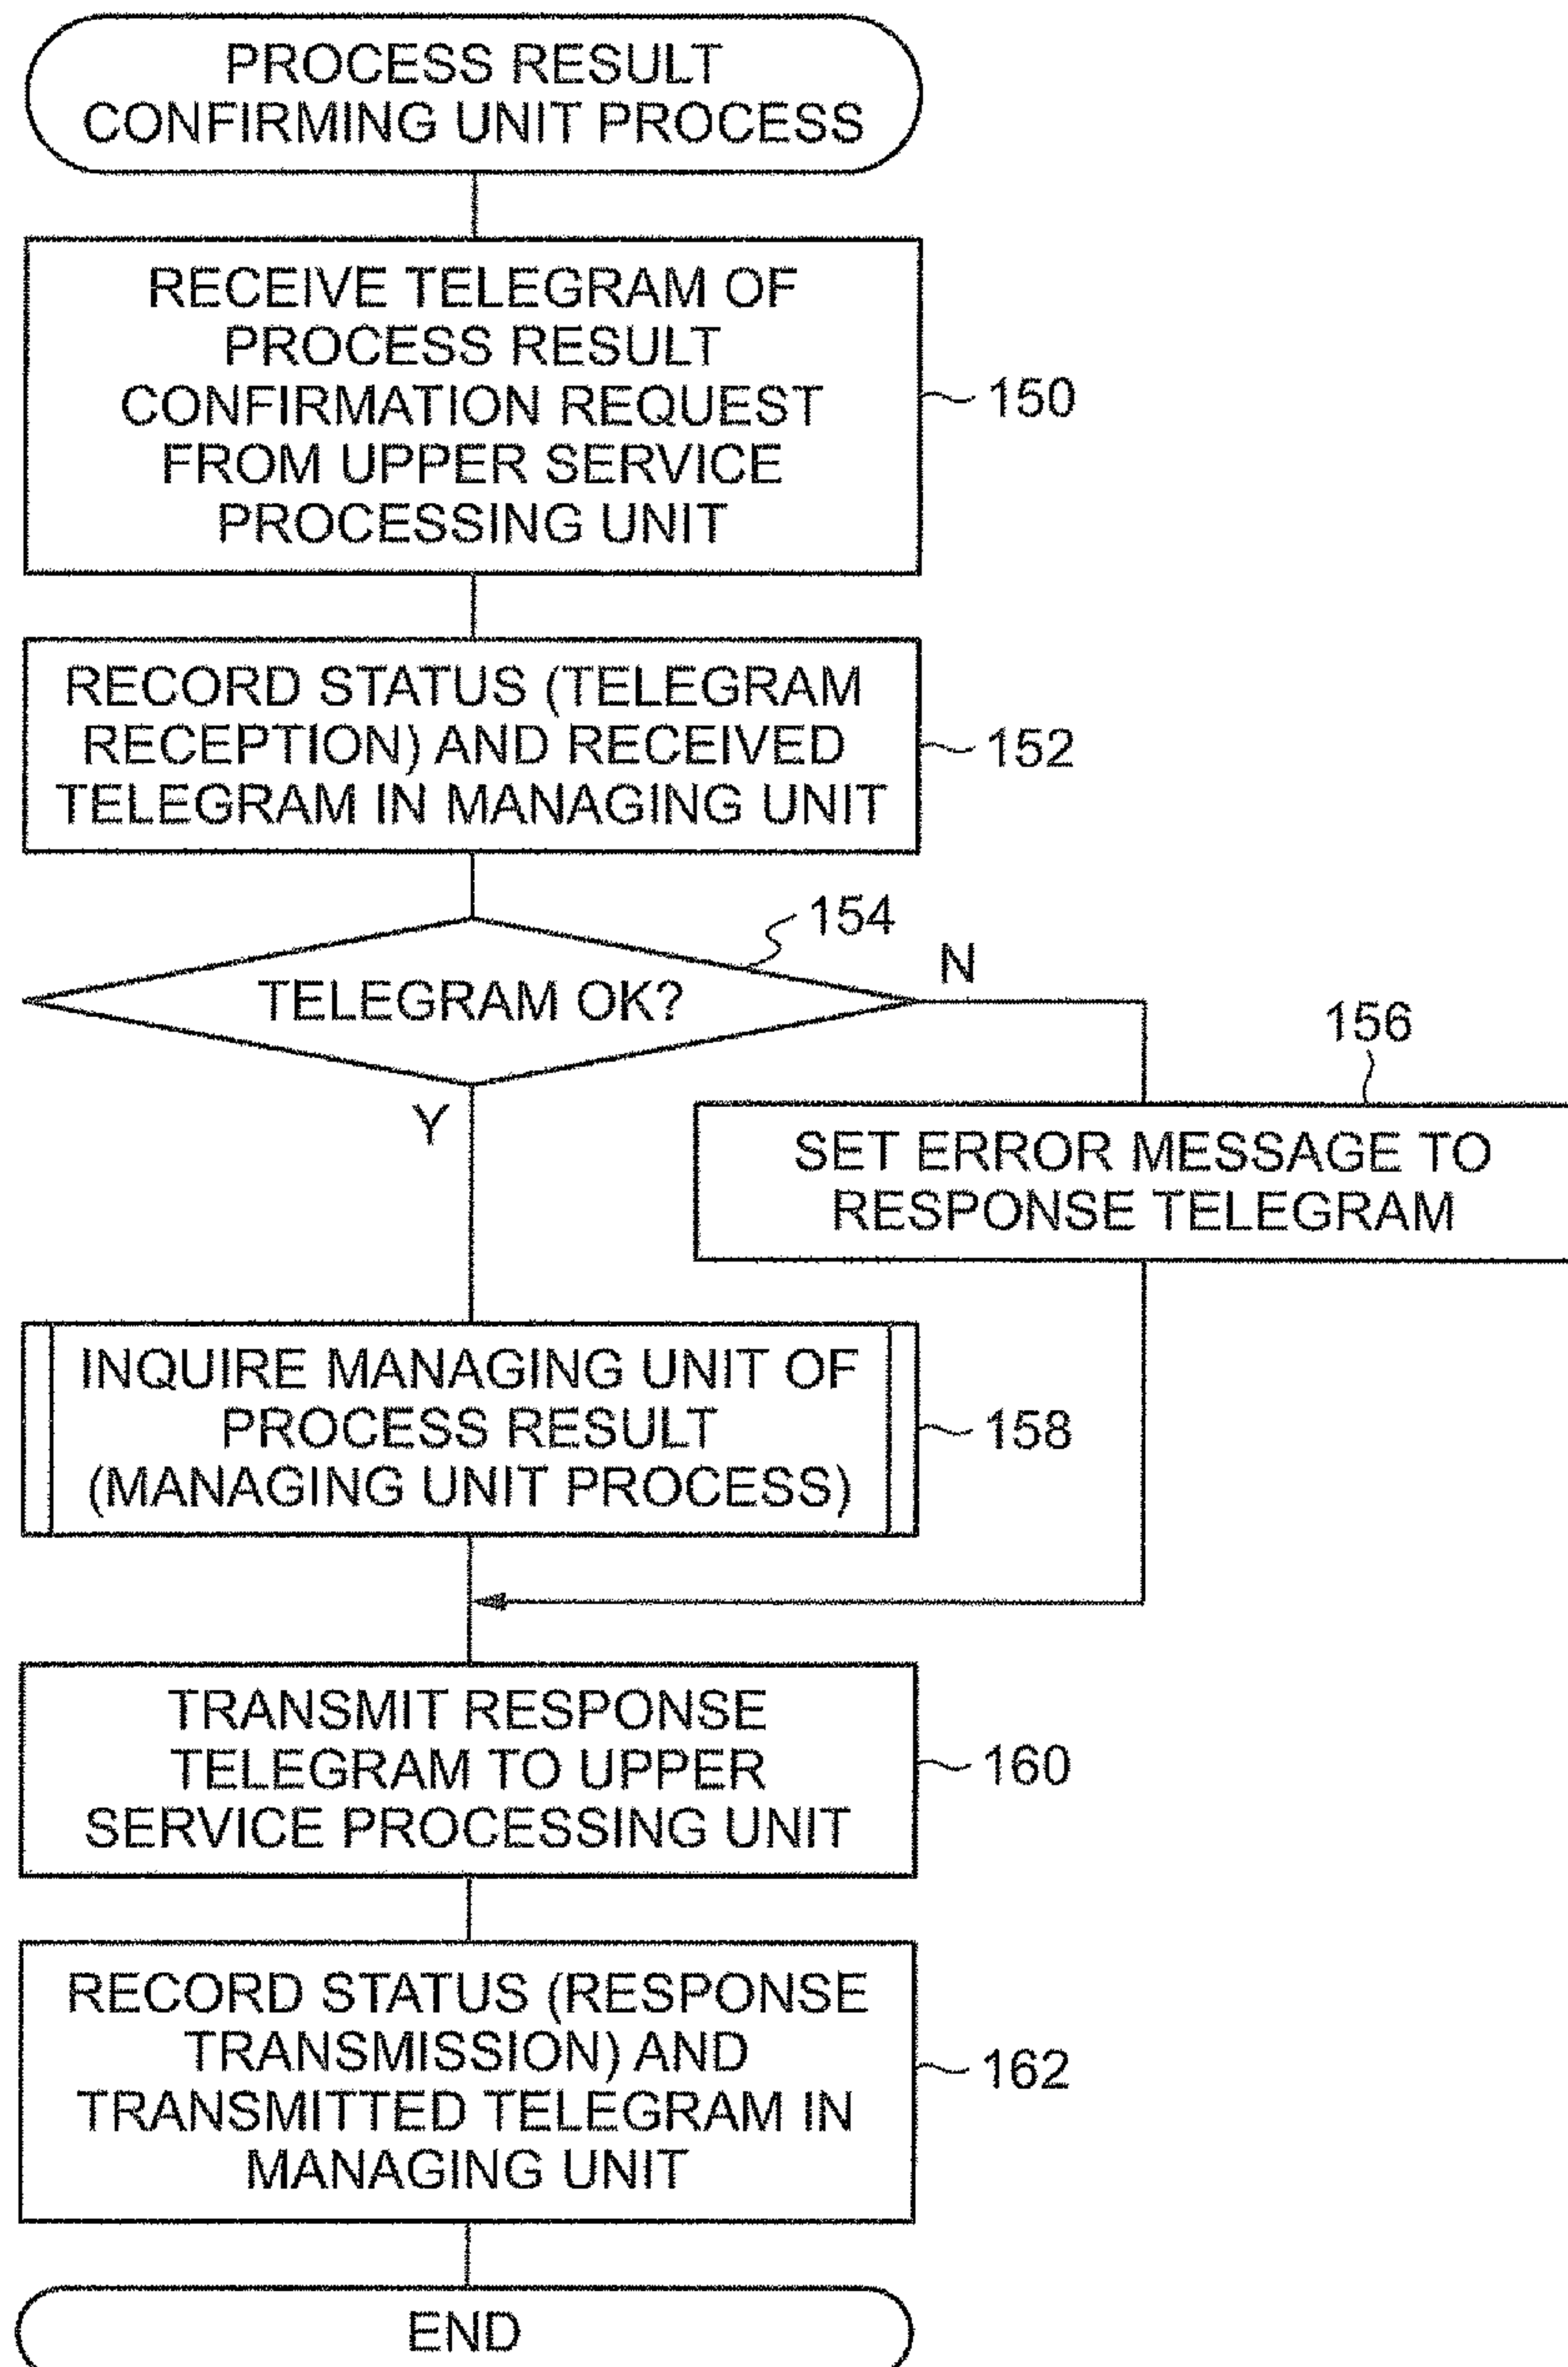 PROCESS RESULT
CONFIRMING UNIT PROCESS
RECEIVE TELEGRAM OF
PROCESS RESULT
CONFIRMATION REQUEST
FROM UPPER SERVICE
PROCESSING UNIT
150
RECORD STATUS (TELEGRAM
RECEPTION) AND RECEIVED
TELEGRAM IN MANAGING UNIT
152
154
TELEGRAM OK?
N
Y
156
SET ERROR MESSAGE TO
RESPONSE TELEGRAM
INQUIRE MANAGING UNIT OF
PROCESS RESULT
(MANAGING UNIT PROCESS)
158
TRANSMIT RESPONSE
TELEGRAM TO UPPER
SERVICE PROCESSING UNIT
160
RECORD STATUS (RESPONSE
TRANSMISSION) AND
TRANSMITTED TELEGRAM IN
MANAGING UNIT
162
END